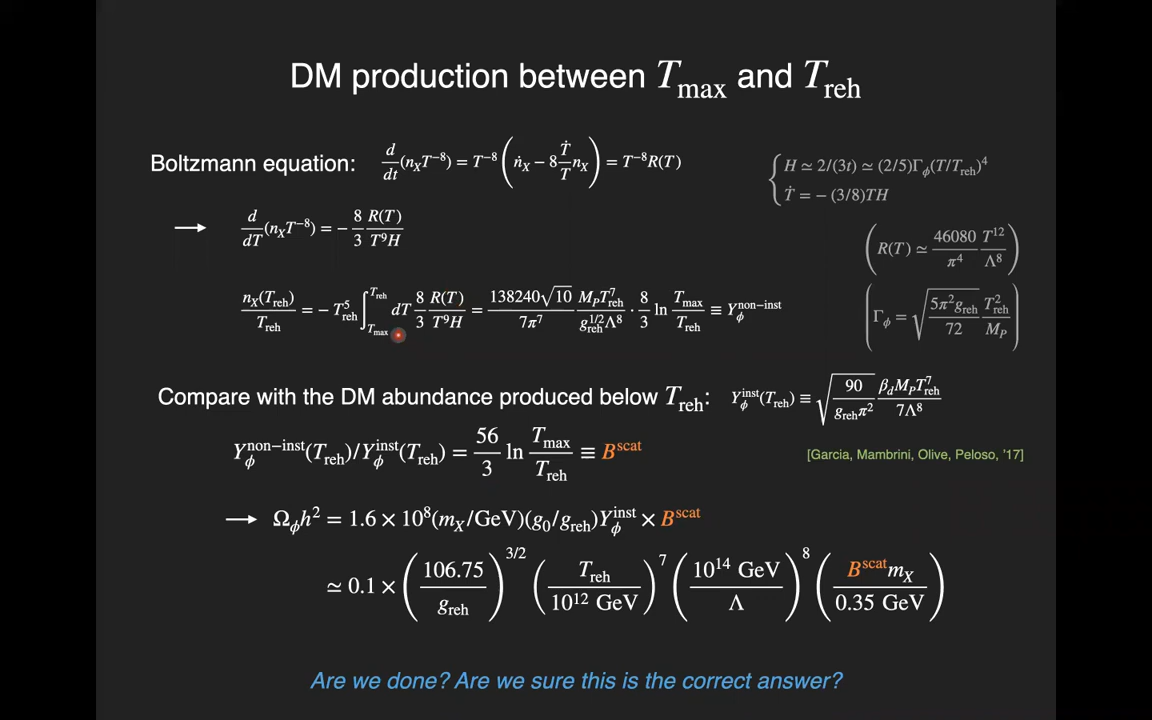 DM production between T_max and T_reh
Boltzmann equation: d/dt (n_X T^{-8}) = T^{-8} ( ṅ_X − 8 Ṫ/T n_X ) = T^{-8} R(T)
{ H ≃ 2/(3t) ≃ (2/5)Γ_ϕ(T/T_reh)^4
Ṫ = − (3/8)TH
⟶ d/dT (n_X T^{-8}) = − 8/3 R(T)/(T^9 H)
( R(T) ≃ 46080/π^4 T^{12}/Λ^8 )
n_X(T_reh)/T_reh = − T_reh^5 ∫_{T_max}^{T_reh} dT 8/3 R(T)/(T^9 H) = 138240√10/(7π^7) M_P T_reh^7/(g_reh^{1/2} Λ^8) · 8/3 ln T_max/T_reh ≡ Y_ϕ^{non−inst}
( Γ_ϕ = √(5π^2 g_reh/72) T_reh^2/M_P )
Compare with the DM abundance produced below T_reh: Y_ϕ^{inst}(T_reh) ≡ √(90/(g_reh π^2)) β_d M_P T_reh^7/(7Λ^8)
Y_ϕ^{non−inst}(T_reh)/Y_ϕ^{inst}(T_reh) = 56/3 ln T_max/T_reh ≡ B^{scat}
[Garcia, Mambrini, Olive, Peloso, '17]
⟶ Ω_ϕ h^2 = 1.6 × 10^8 (m_X/GeV)(g_0/g_reh)Y_ϕ^{inst} × B^{scat}
≃ 0.1 × (106.75/g_reh)^{3/2} (T_reh/10^{12} GeV)^7 (10^{14} GeV/Λ)^8 (B^{scat} m_X/0.35 GeV)
Are we done? Are we sure this is the correct answer?